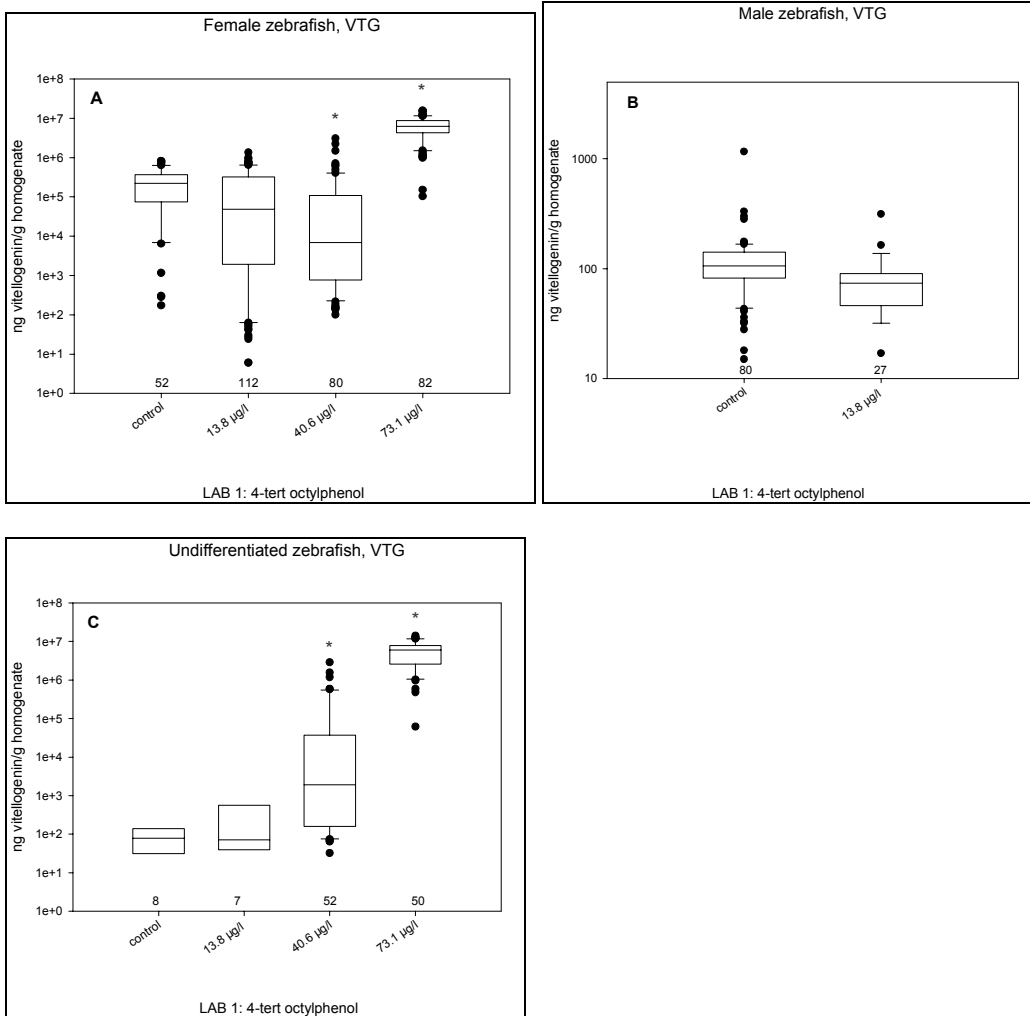 Female zebrafish, VTG
A
ng vitellogenin/g homogenate
1e+8
1e+7
1e+6
1e+5
1e+4
1e+3
1e+2
1e+1
1e+0
*
*
52 112 80 82
control 13.8 µg/l 40.6 µg/l 73.1 µg/l
LAB 1: 4-tert octylphenol
Male zebrafish, VTG
B
ng vitellogenin/g homogenate
1000
100
10
80 27
control 13.8 µg/l
LAB 1: 4-tert octylphenol
Undifferentiated zebrafish, VTG
C
ng vitellogenin/g homogenate
1e+8
1e+7
1e+6
1e+5
1e+4
1e+3
1e+2
1e+1
1e+0
*
*
8 7 52 50
control 13.8 µg/l 40.6 µg/l 73.1 µg/l
LAB 1: 4-tert octylphenol